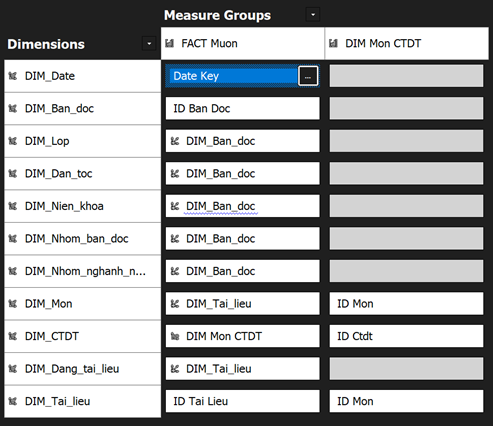 Measure Groups
Dimensions
FACT Muon
DIM Mon CTDT
DIM_Date
Date Key
...
DIM_Ban_doc
ID Ban Doc
DIM_Lop
DIM_Ban_doc
DIM_Dan_toc
DIM_Ban_doc
DIM_Nien_khoa
DIM_Ban_doc
DIM_Nhom_ban_doc
DIM_Ban_doc
DIM_Nhom_nghanh_n...
DIM_Ban_doc
DIM_Mon
DIM_Tai_lieu
ID Mon
DIM_CTDT
DIM Mon CTDT
ID Ctdt
DIM_Dang_tai_lieu
DIM_Tai_lieu
DIM_Tai_lieu
ID Tai Lieu
ID Mon